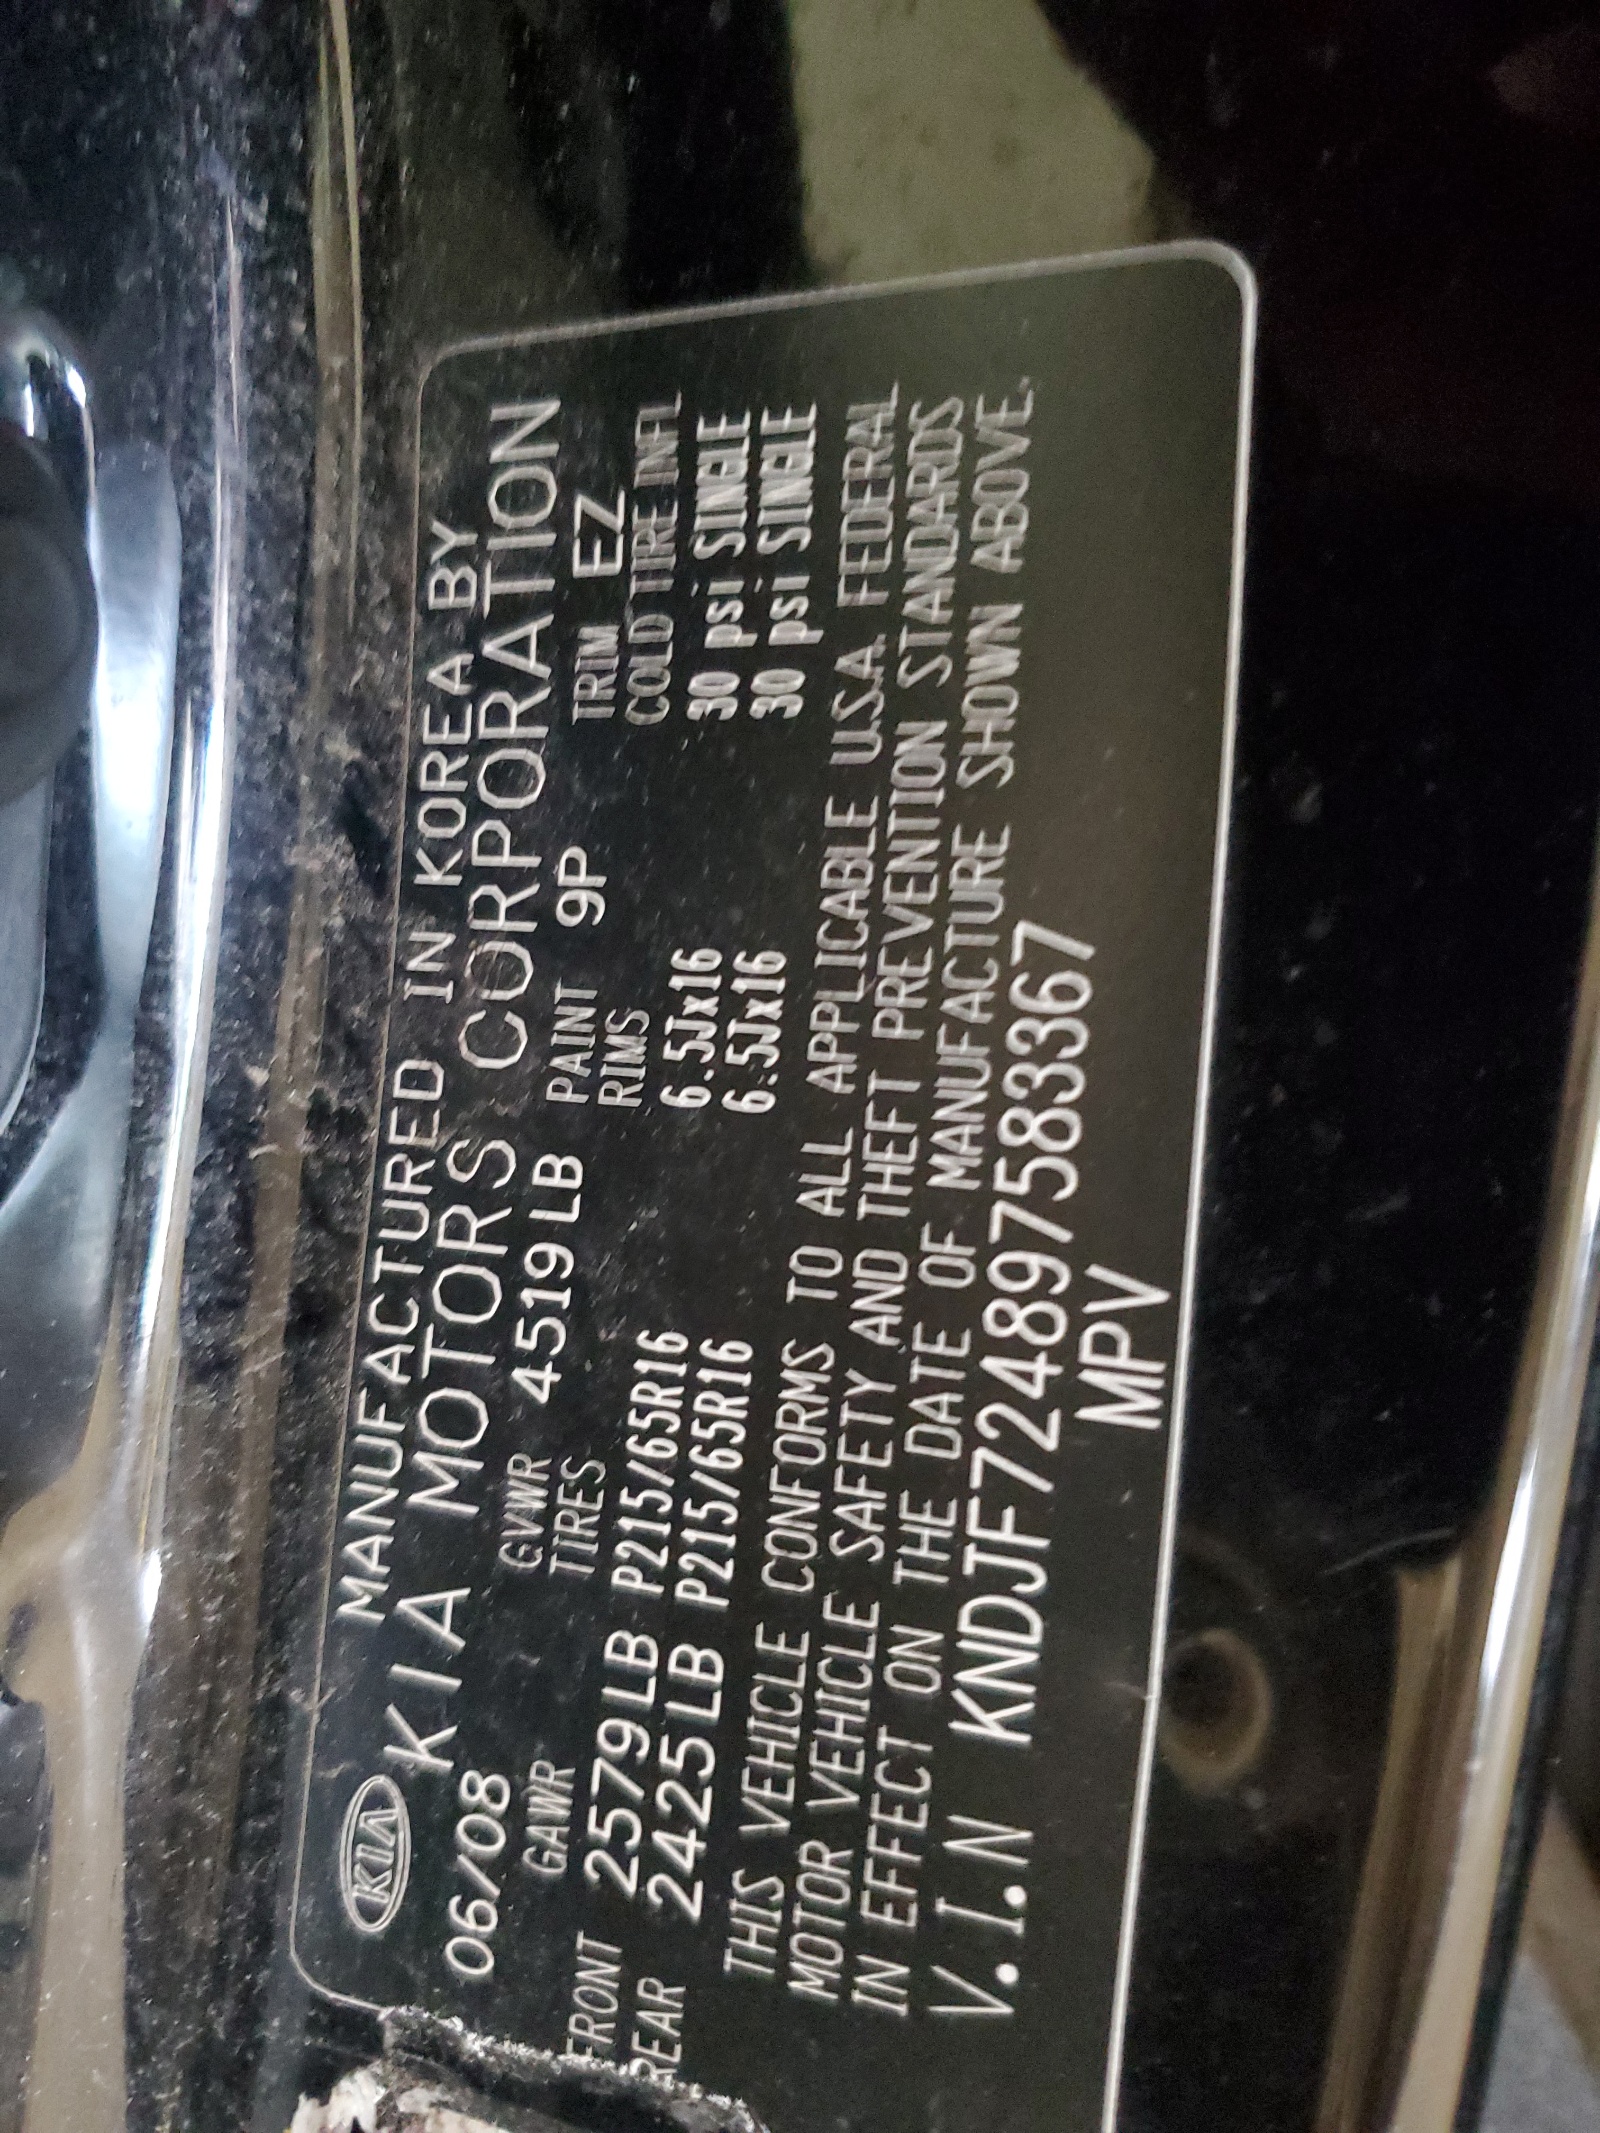 KIA MANUFACTURED IN KOREA BY
KIA MOTORS CORPORATION
06/08 GVWR 4519LB PAINT 9P TRIM EZ
GAWR TIRES RIMS COLD TIRE INFL
FRONT 2579LB P215/65R16 6.5Jx16 30 psi SINGLE
REAR 2425LB P215/65R16 6.5Jx16 30 psi SINGLE
THIS VEHICLE CONFORMS TO ALL APPLICABLE U.S.A. FEDERAL
MOTOR VEHICLE SAFETY AND THEFT PREVENTION STANDARDS
IN EFFECT ON THE DATE OF MANUFACTURE SHOWN ABOVE.
V.I.N KNDJF724897583367
MPV